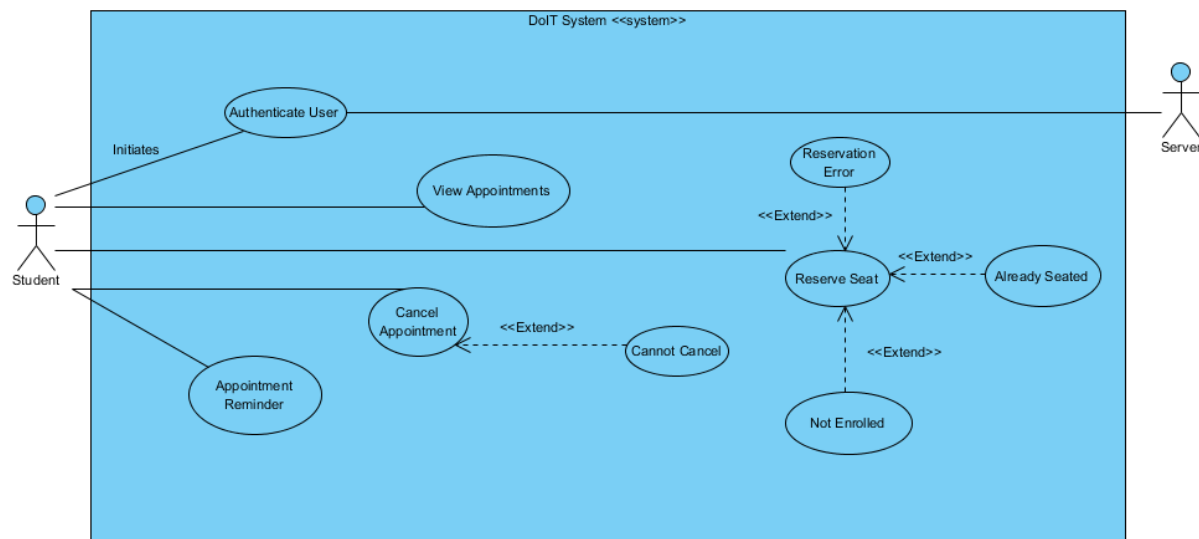 DoIT System <<system>>
Authenticate User
Initiates
Server
Reservation
Error
View Appointments
<<Extend>>
Student
Reserve Seat
<<Extend>>
Already Seated
Cancel
Appointment
<<Extend>>
Cannot Cancel
<<Extend>>
Appointment
Reminder
Not Enrolled